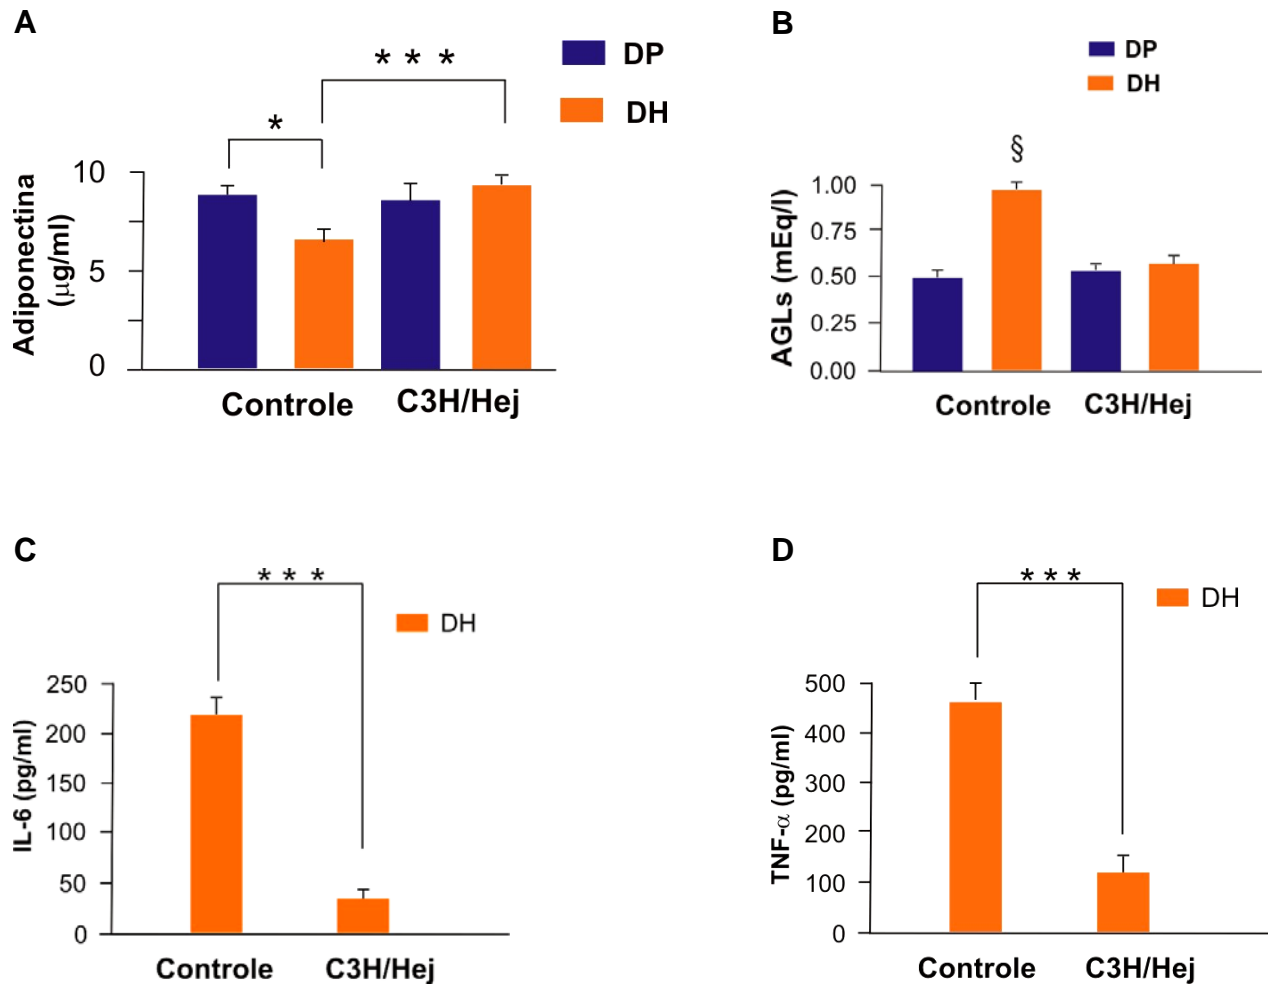 A
* * *
DP
DH
*
10
5
0
Adiponectina
(μg/ml)
Controle
C3H/Hej
B
DP
DH
§
1.00
0.75
0.50
0.25
0.00
AGLs (mEq/l)
Controle
C3H/Hej
C
* * *
DH
250
200
150
100
50
0
IL-6 (pg/ml)
Controle
C3H/Hej
D
* * *
DH
500
400
300
200
100
0
TNF-α (pg/ml)
Controle
C3H/Hej